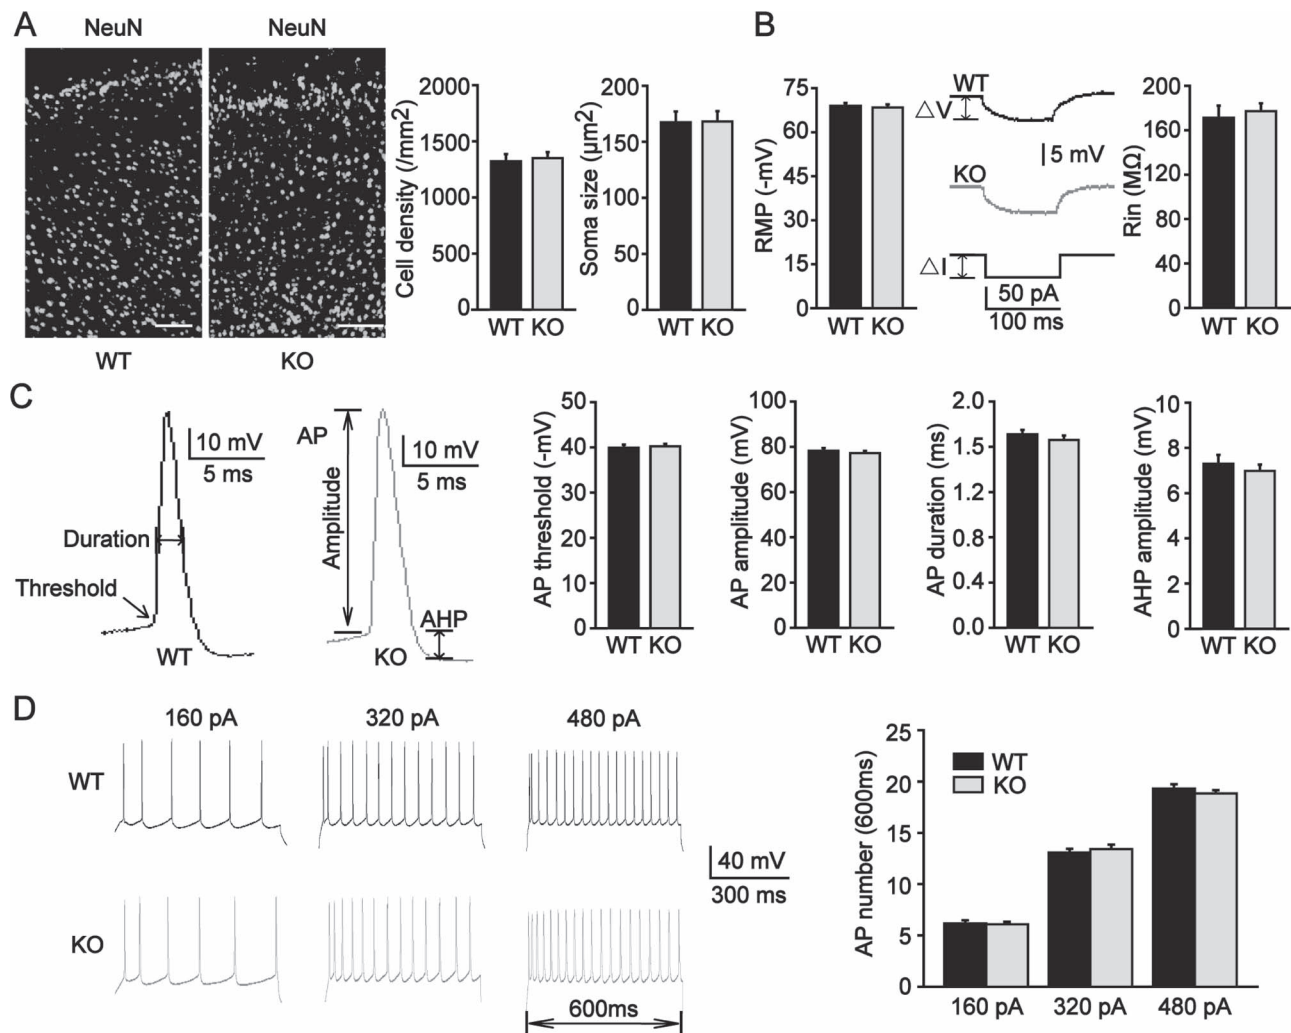 A
NeuN
NeuN
WT
KO
Cell density (/mm2)
2000
1500
1000
500
0
WT KO
Soma size (µm2)
200
150
100
50
0
WT KO
B
RMP (-mV)
75
60
45
30
15
0
WT KO
WT
△V
5 mV
KO
△I
50 pA
100 ms
Rin (MΩ)
200
160
120
80
40
0
WT KO
C
10 mV
5 ms
Duration
Threshold
WT
AP
Amplitude
10 mV
5 ms
AHP
KO
AP threshold (-mV)
50
40
30
20
10
0
WT KO
AP amplitude (mV)
100
80
60
40
20
0
WT KO
AP duration (ms)
2.0
1.5
1.2
0.8
0.4
0.0
WT KO
AHP amplitude (mV)
10
8
6
4
2
0
WT KO
D
160 pA
320 pA
480 pA
WT
KO
40 mV
300 ms
600ms
AP number (600ms)
25
20
15
10
5
0
WT
KO
160 pA
320 pA
480 pA